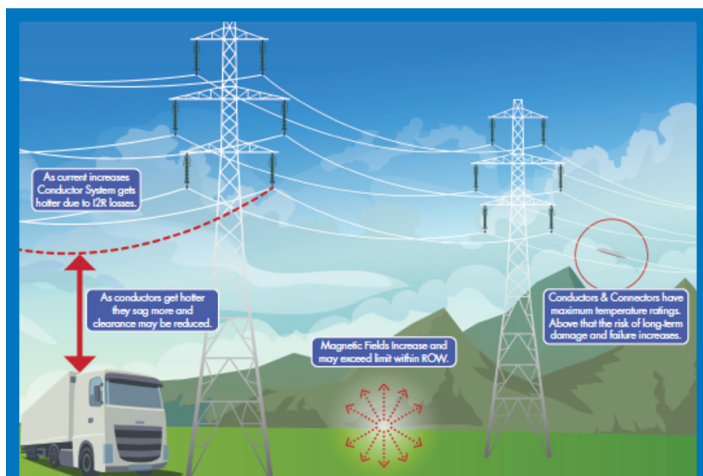 As current increases
Conductor System gets
hotter due to I2R losses.
As conductors get hotter
they sag more and
clearance may be reduced.
Magnetic Fields Increase and
may exceed limit within ROW.
Conductors & Connectors have
maximum temperature ratings.
Above that the risk of long-term
damage and failure increases.